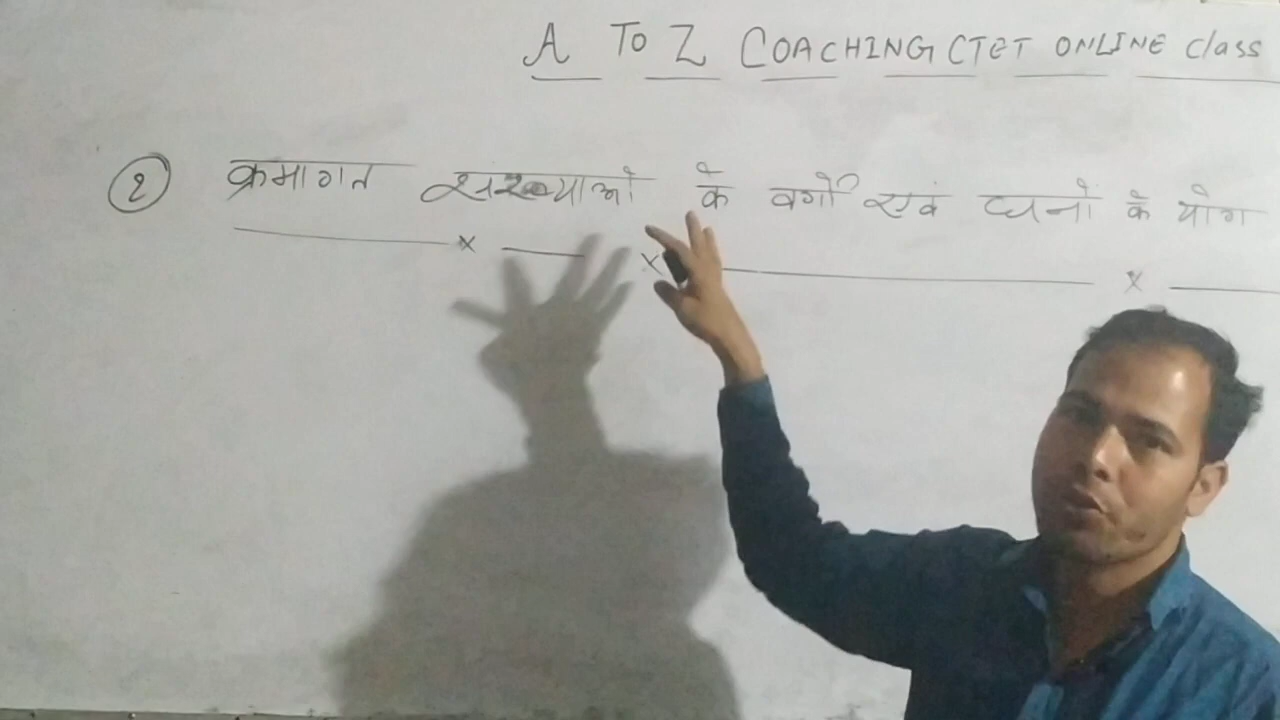 A TO Z COACHING CTET ONLINE Class
② क्रमागत संख्याओं के वर्गों एवं घनों के योग